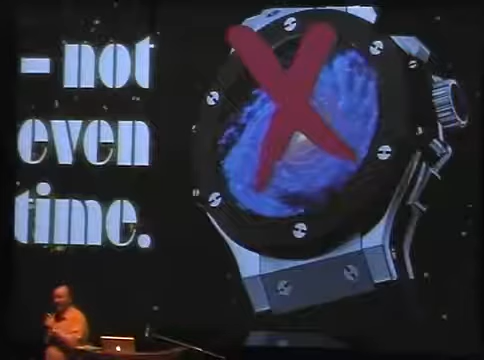 – not
even
time.